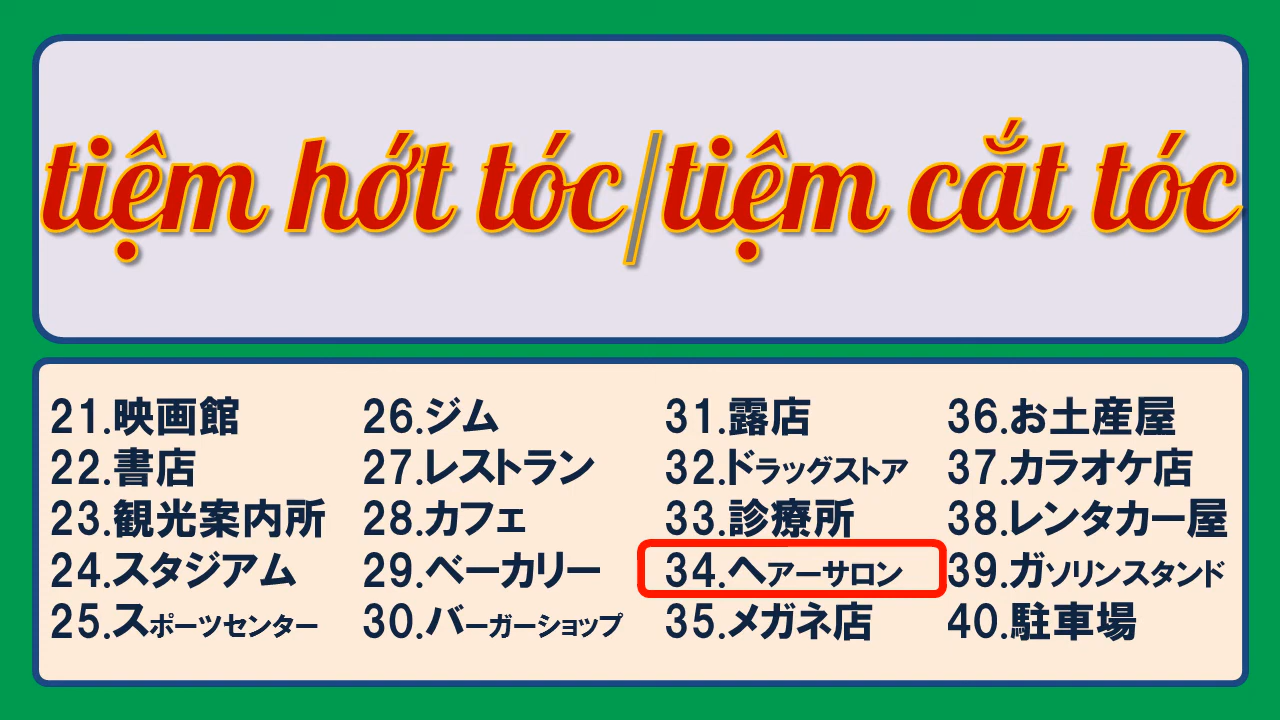 tiệm hớt tóc/tiệm cắt tóc
21.映画館
22.書店
23.観光案内所
24.スタジアム
25.スポーツセンター
26.ジム
27.レストラン
28.カフェ
29.ベーカリー
30.バーガーショップ
31.露店
32.ドラッグストア
33.診療所
34.ヘアーサロン
35.メガネ店
36.お土産屋
37.カラオケ店
38.レンタカー屋
39.ガソリンスタンド
40.駐車場